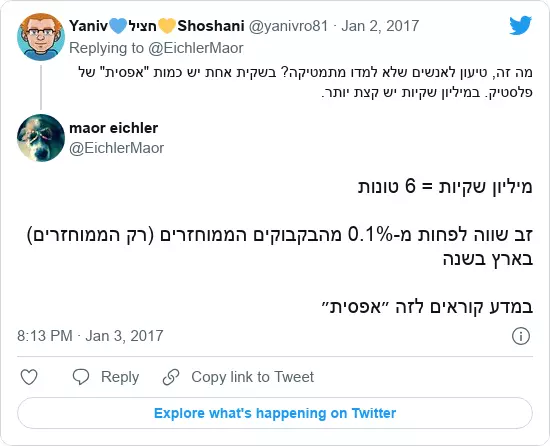 Yaniv💙חציל💛Shoshani @yanivro81 · Jan 2, 2017
Replying to @EichlerMaor
מה זה, טיעון לאנשים שלא למדו מתמטיקה? בשקית אחת יש כמות "אפסית" של
פלסטיק. במיליון שקיות יש קצת יותר.
maor eichler
@EichlerMaor
מיליון שקיות = 6 טונות
זב שווה לפחות מ-0.1% מהבקבוקים הממוחזרים (רק הממוחזרים)
בארץ בשנה
במדע קוראים לזה ״אפסית״
8:13 PM · Jan 3, 2017
Reply
Copy link to Tweet
Explore what's happening on Twitter